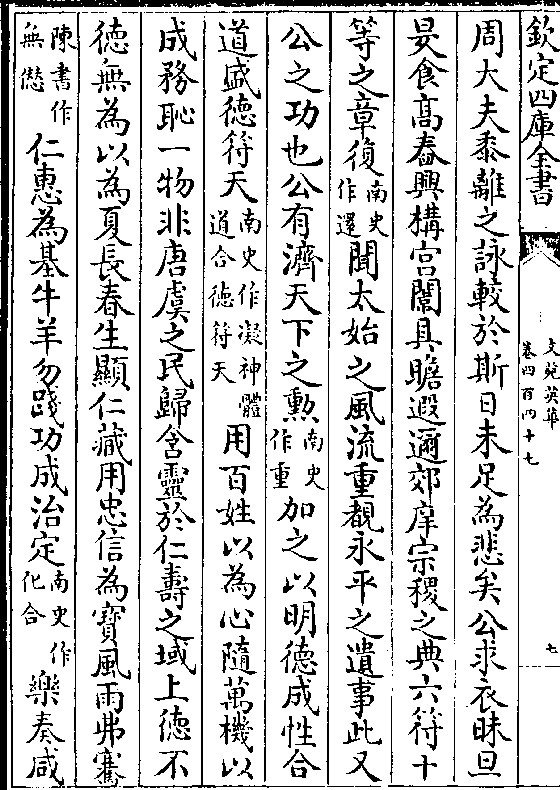 欽定四庫全書
文苑英華
卷四百四十七
七
周大夫黍離之詠較於斯日未足為悲矣公求衣昧旦
旻食高舂興構宫闈具瞻遐邇郊庠宗稷之典六符十
等之章復南史作還聞太始之風流重覩永平之遺事此又
公之功也公有濟天下之勲南史作重加之以明德成性合
道盛德符天南史作凝神體道合德符天用百姓以為心隨萬機以
成務恥一物非唐虞之民歸含靈於仁壽之域上德不
德無為以為夏長春生顯仁藏用忠信為寳風雨弗騫
陳書作無愆仁惠為基牛羊勿踐功成治定南史作化合樂奏咸